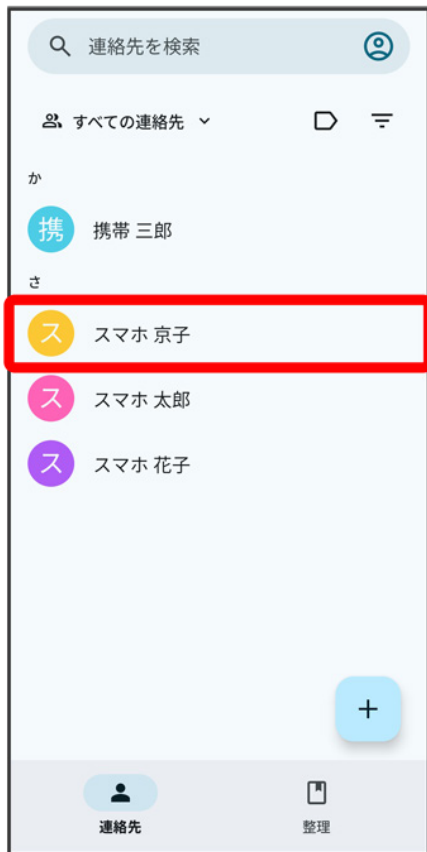 連絡先を検索
すべての連絡先
か
携 携帯 三郎
さ
ス スマホ 京子
ス スマホ 太郎
ス スマホ 花子
+
連絡先 整理